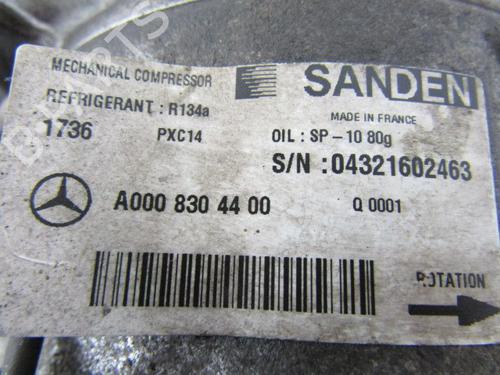 MECHANICAL COMPRESSOR
SANDEN
REFRIGERANT : R134a
MADE IN FRANCE
1736 PXC14
OIL : SP-10 80g
S/N : 04321602463
A000 830 44 00
Q 0001
ROTATION